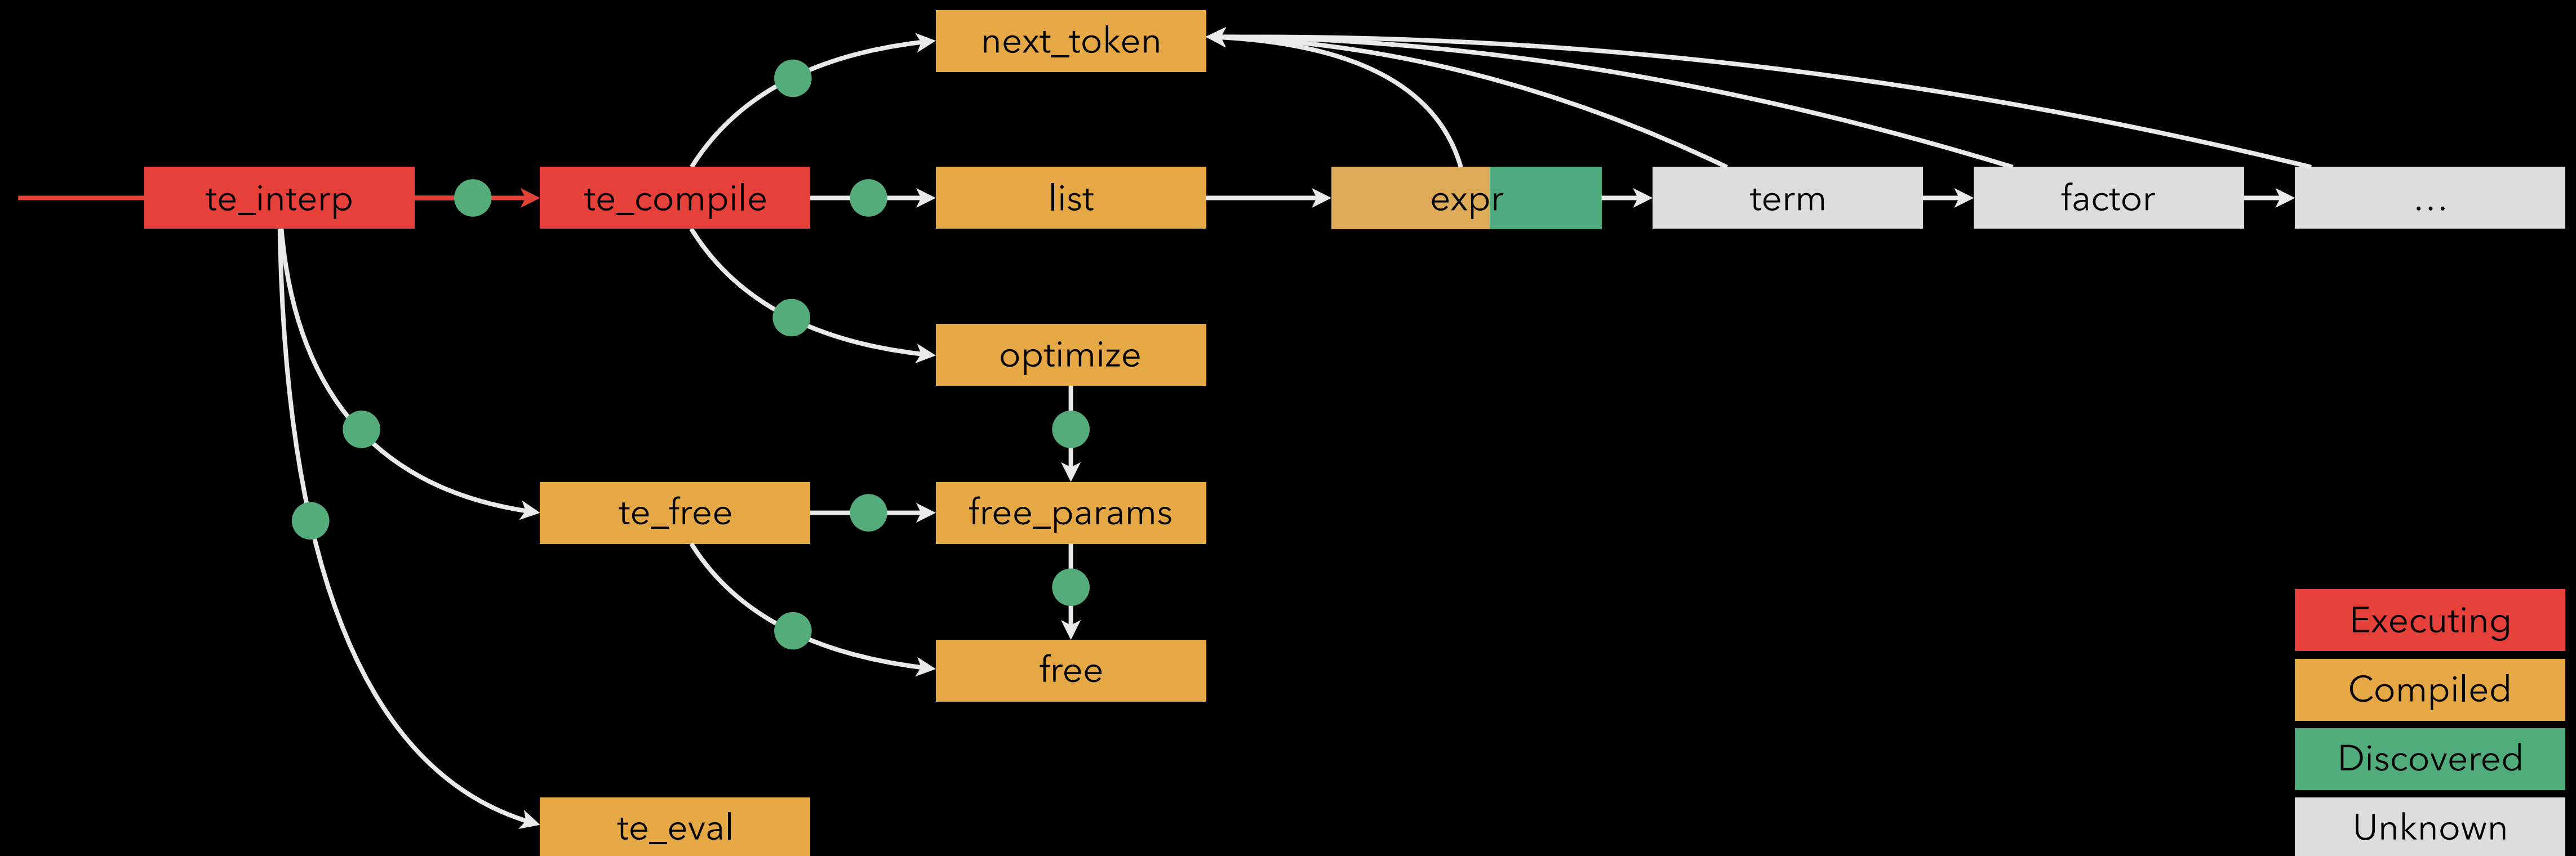 next_token
te_interp
te_compile
list
expr
term
factor
...
optimize
te_free
free_params
free
te_eval
Executing
Compiled
Discovered
Unknown